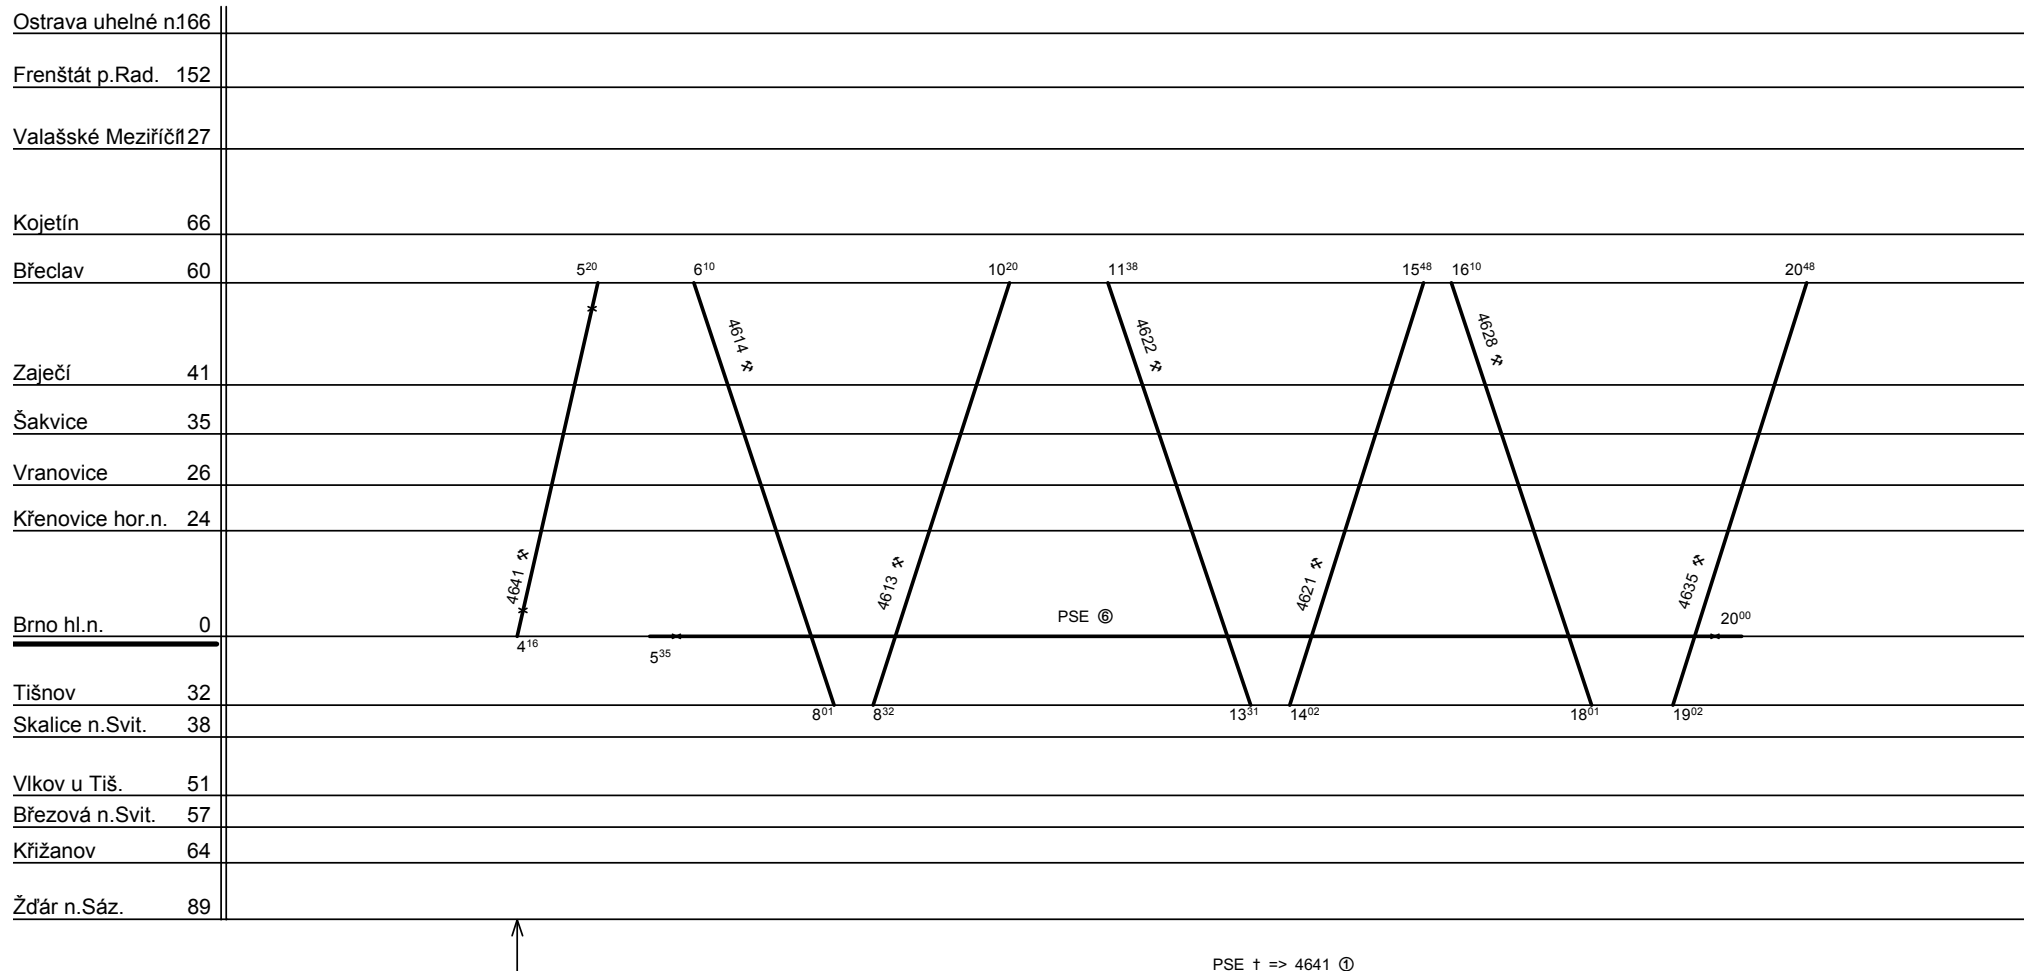 Ostrava uhelné n.166
Frenštát p.Rad. 152
Valašské Meziříčí127
Kojetín 66
Břeclav 60 5²⁰ 6¹⁰ 10²⁰ 11³⁸ 15⁴⁸ 16¹⁰ 20⁴⁸
4614 ⚒ 4622 ⚒ 4628 ⚒
Zaječí 41
Šakvice 35
Vranovice 26
Křenovice hor.n. 24
4641 ⚒ 4613 ⚒ 4621 ⚒ 4635 ⚒
Brno hl.n. 0 PSE ⑥ 20⁰⁰
4¹⁶ 5³⁵
Tišnov 32
8⁰¹ 8³² 13³¹ 14⁰² 18⁰¹ 19⁰²
Skalice n.Svit. 38
Vlkov u Tiš. 51
Březová n.Svit. 57
Křižanov 64
Žďár n.Sáz. 89
PSE † => 4641 ①